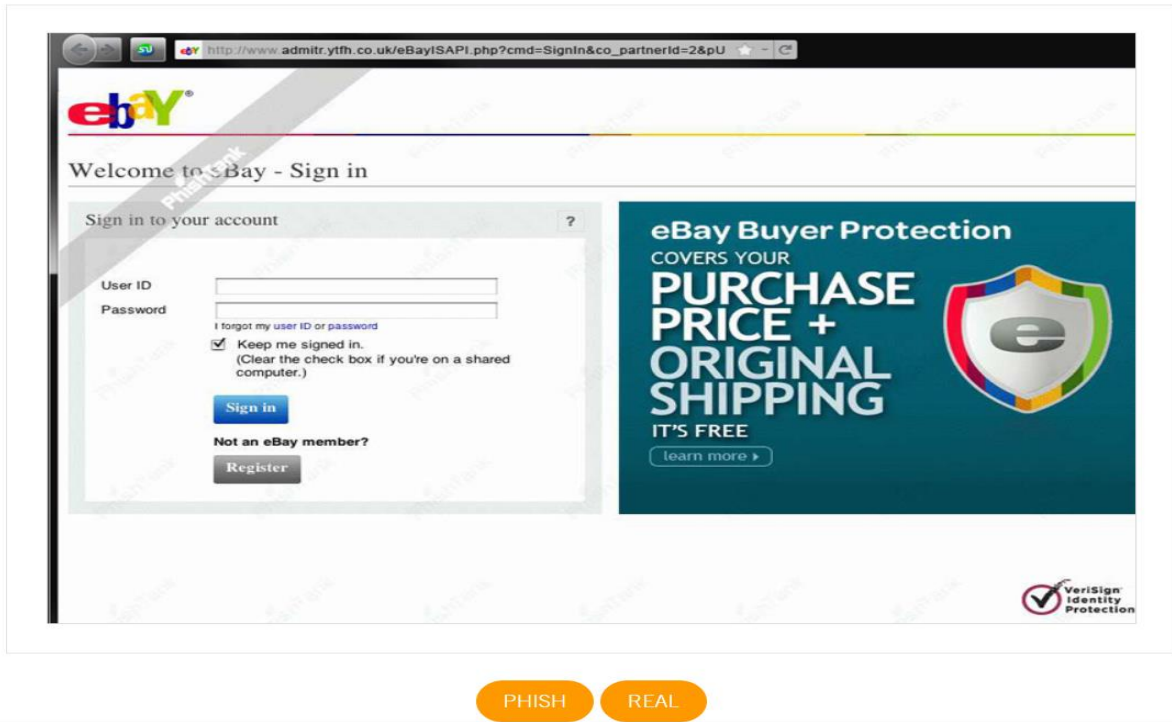 http://www.admitr.ytfh.co.uk/eBayISAPI.php?cmd=SignIn&co_partnerId=2&pU
ebaY®
Welcome to eBay - Sign in
PhishTank
Sign in to your account
?
User ID
Password
I forgot my user ID or password
Keep me signed in.
(Clear the check box if you're on a shared
computer.)
Sign in
Not an eBay member?
Register
eBay Buyer Protection
COVERS YOUR
PURCHASE
PRICE +
ORIGINAL
SHIPPING
IT'S FREE
learn more
e
VeriSign
Identity
Protection
PHISH
REAL